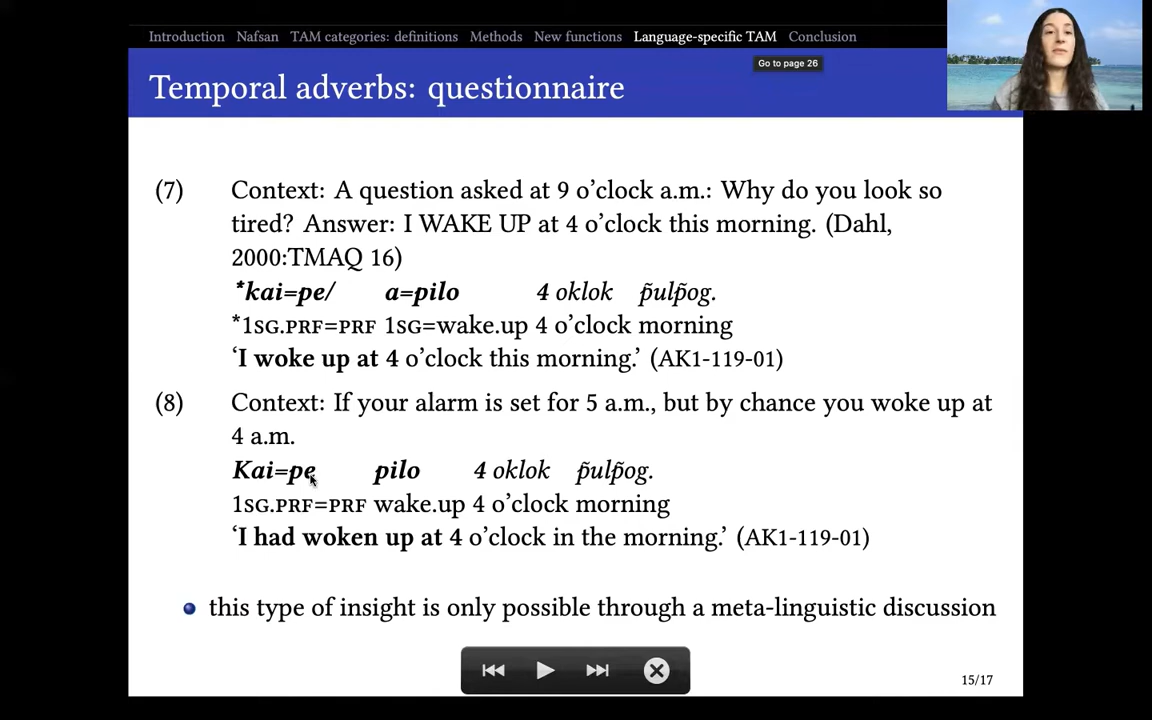 Introduction Nafsan TAM categories: definitions Methods New functions Language-specific TAM Conclusion
Go to page 26
Temporal adverbs: questionnaire
(7) Context: A question asked at 9 o’clock a.m.: Why do you look so
tired? Answer: I WAKE UP at 4 o’clock this morning. (Dahl,
2000:TMAQ 16)
*kai=pe/ a=pilo 4 oklok p̃ulp̃og.
*1SG.PRF=PRF 1SG=wake.up 4 o’clock morning
‘I woke up at 4 o’clock this morning.’ (AK1-119-01)
(8) Context: If your alarm is set for 5 a.m., but by chance you woke up at
4 a.m.
Kai=pe pilo 4 oklok p̃ulp̃og.
1SG.PRF=PRF wake.up 4 o’clock morning
‘I had woken up at 4 o’clock in the morning.’ (AK1-119-01)
this type of insight is only possible through a meta-linguistic discussion
15/17